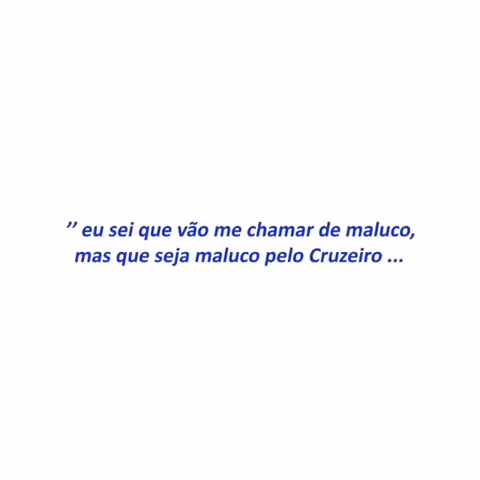 ” eu sei que vão me chamar de maluco,
mas que seja maluco pelo Cruzeiro ...